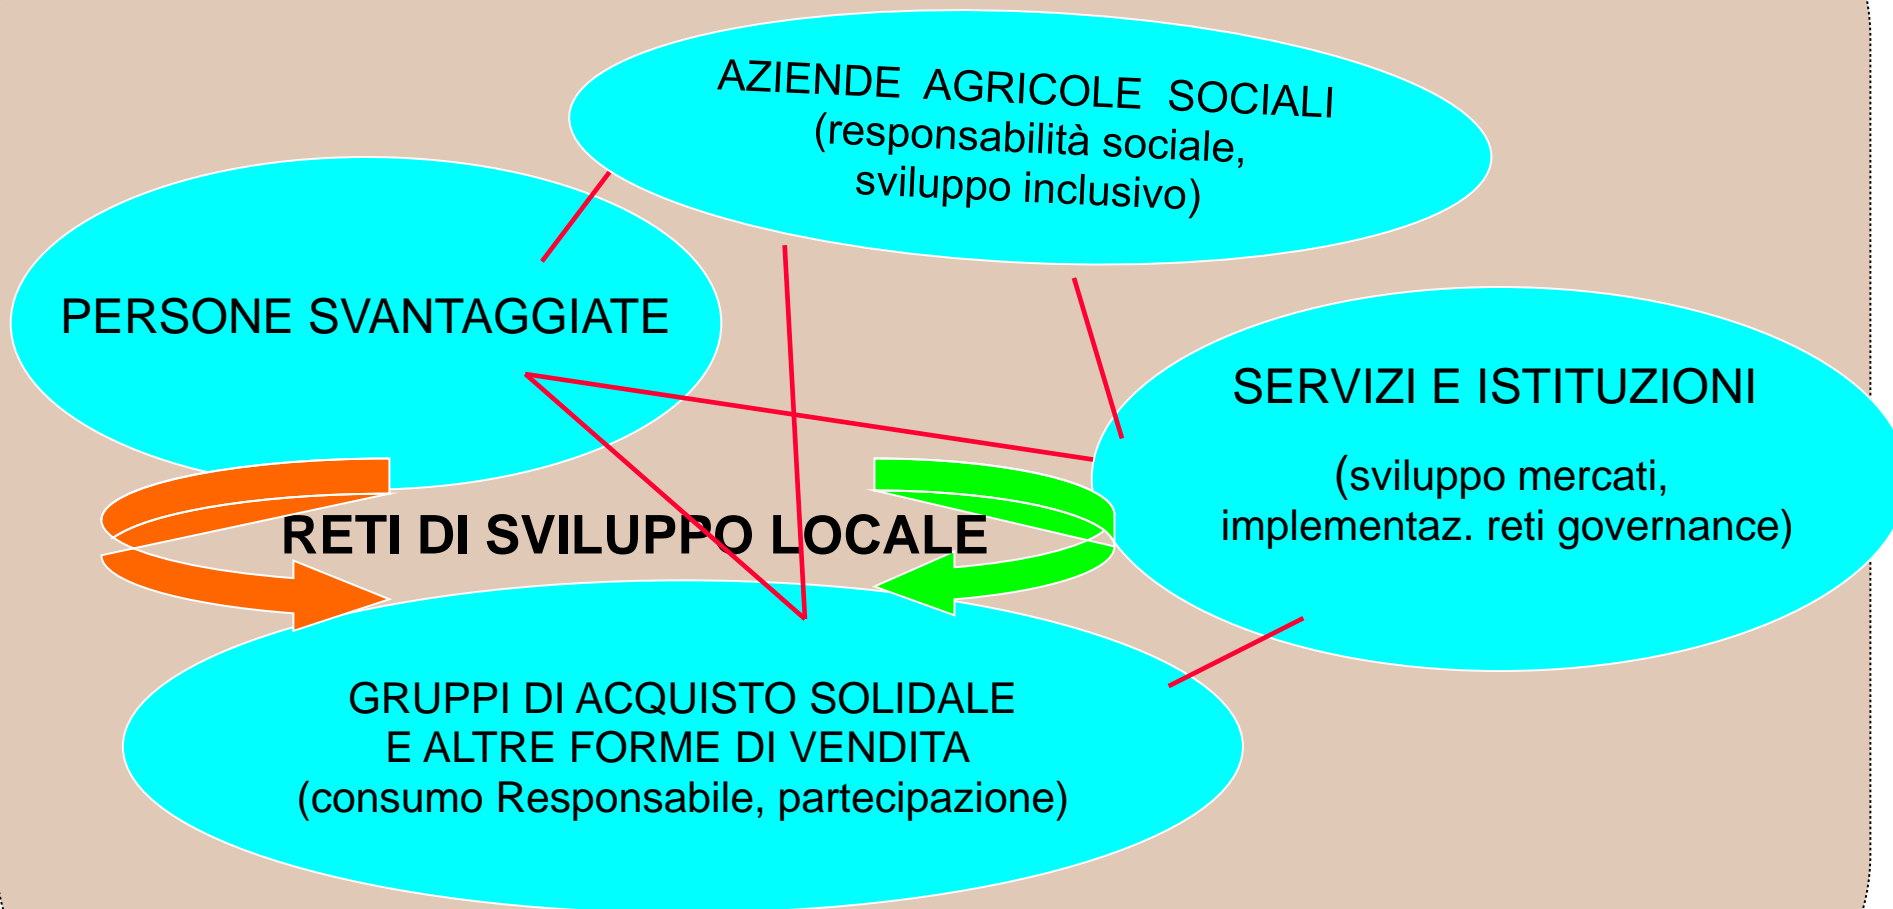 AZIENDE AGRICOLE SOCIALI
(responsabilità sociale,
sviluppo inclusivo)
PERSONE SVANTAGGIATE
SERVIZI E ISTITUZIONI
(sviluppo mercati,
implementaz. reti governance)
RETI DI SVILUPPO LOCALE
GRUPPI DI ACQUISTO SOLIDALE
E ALTRE FORME DI VENDITA
(consumo Responsabile, partecipazione)